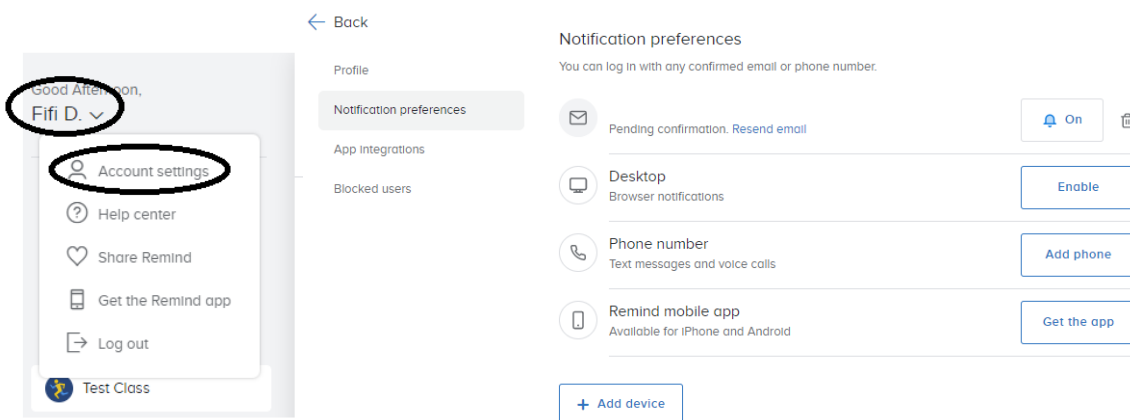 Good Afternoon,
Fifi D.
Account settings
Help center
Share Remind
Get the Remind app
Log out
Test Class
Back
Profile
Notification preferences
App integrations
Blocked users
Notification preferences
You can log in with any confirmed email or phone number.
Pending confirmation. Resend email
On
Desktop
Browser notifications
Enable
Phone number
Text messages and voice calls
Add phone
Remind mobile app
Available for iPhone and Android
Get the app
+ Add device